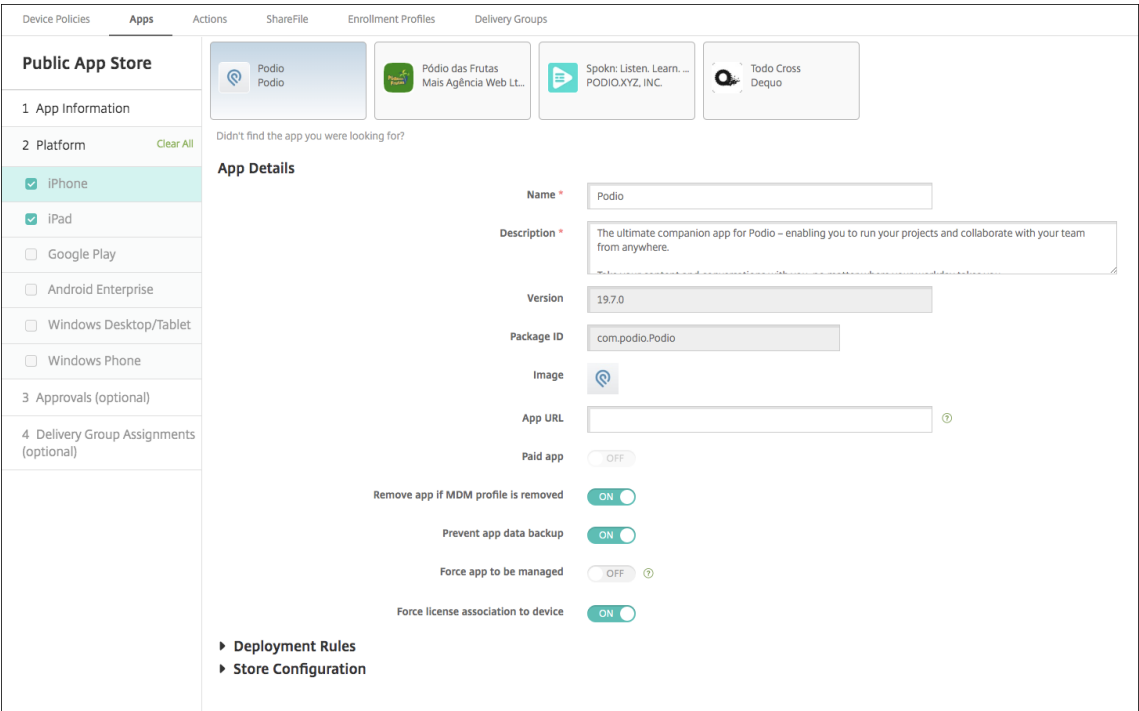 Device Policies
Apps
Actions
ShareFile
Enrollment Profiles
Delivery Groups
Public App Store
1 App Information
2 Platform
Clear All
iPhone
iPad
Google Play
Android Enterprise
Windows Desktop/Tablet
Windows Phone
3 Approvals (optional)
4 Delivery Group Assignments
(optional)
Podio
Podio
Pódio das Frutas
Mais Agência Web Lt...
Spokn: Listen. Learn. ...
PODIO.XYZ, INC.
Todo Cross
Dequo
Didn't find the app you were looking for?
App Details
Name *
Podio
Description *
The ultimate companion app for Podio – enabling you to run your projects and collaborate with your team
from anywhere.
Version
19.7.0
Package ID
com.podio.Podio
Image
App URL
Paid app
OFF
Remove app if MDM profile is removed
ON
Prevent app data backup
ON
Force app to be managed
OFF
Force license association to device
ON
Deployment Rules
Store Configuration